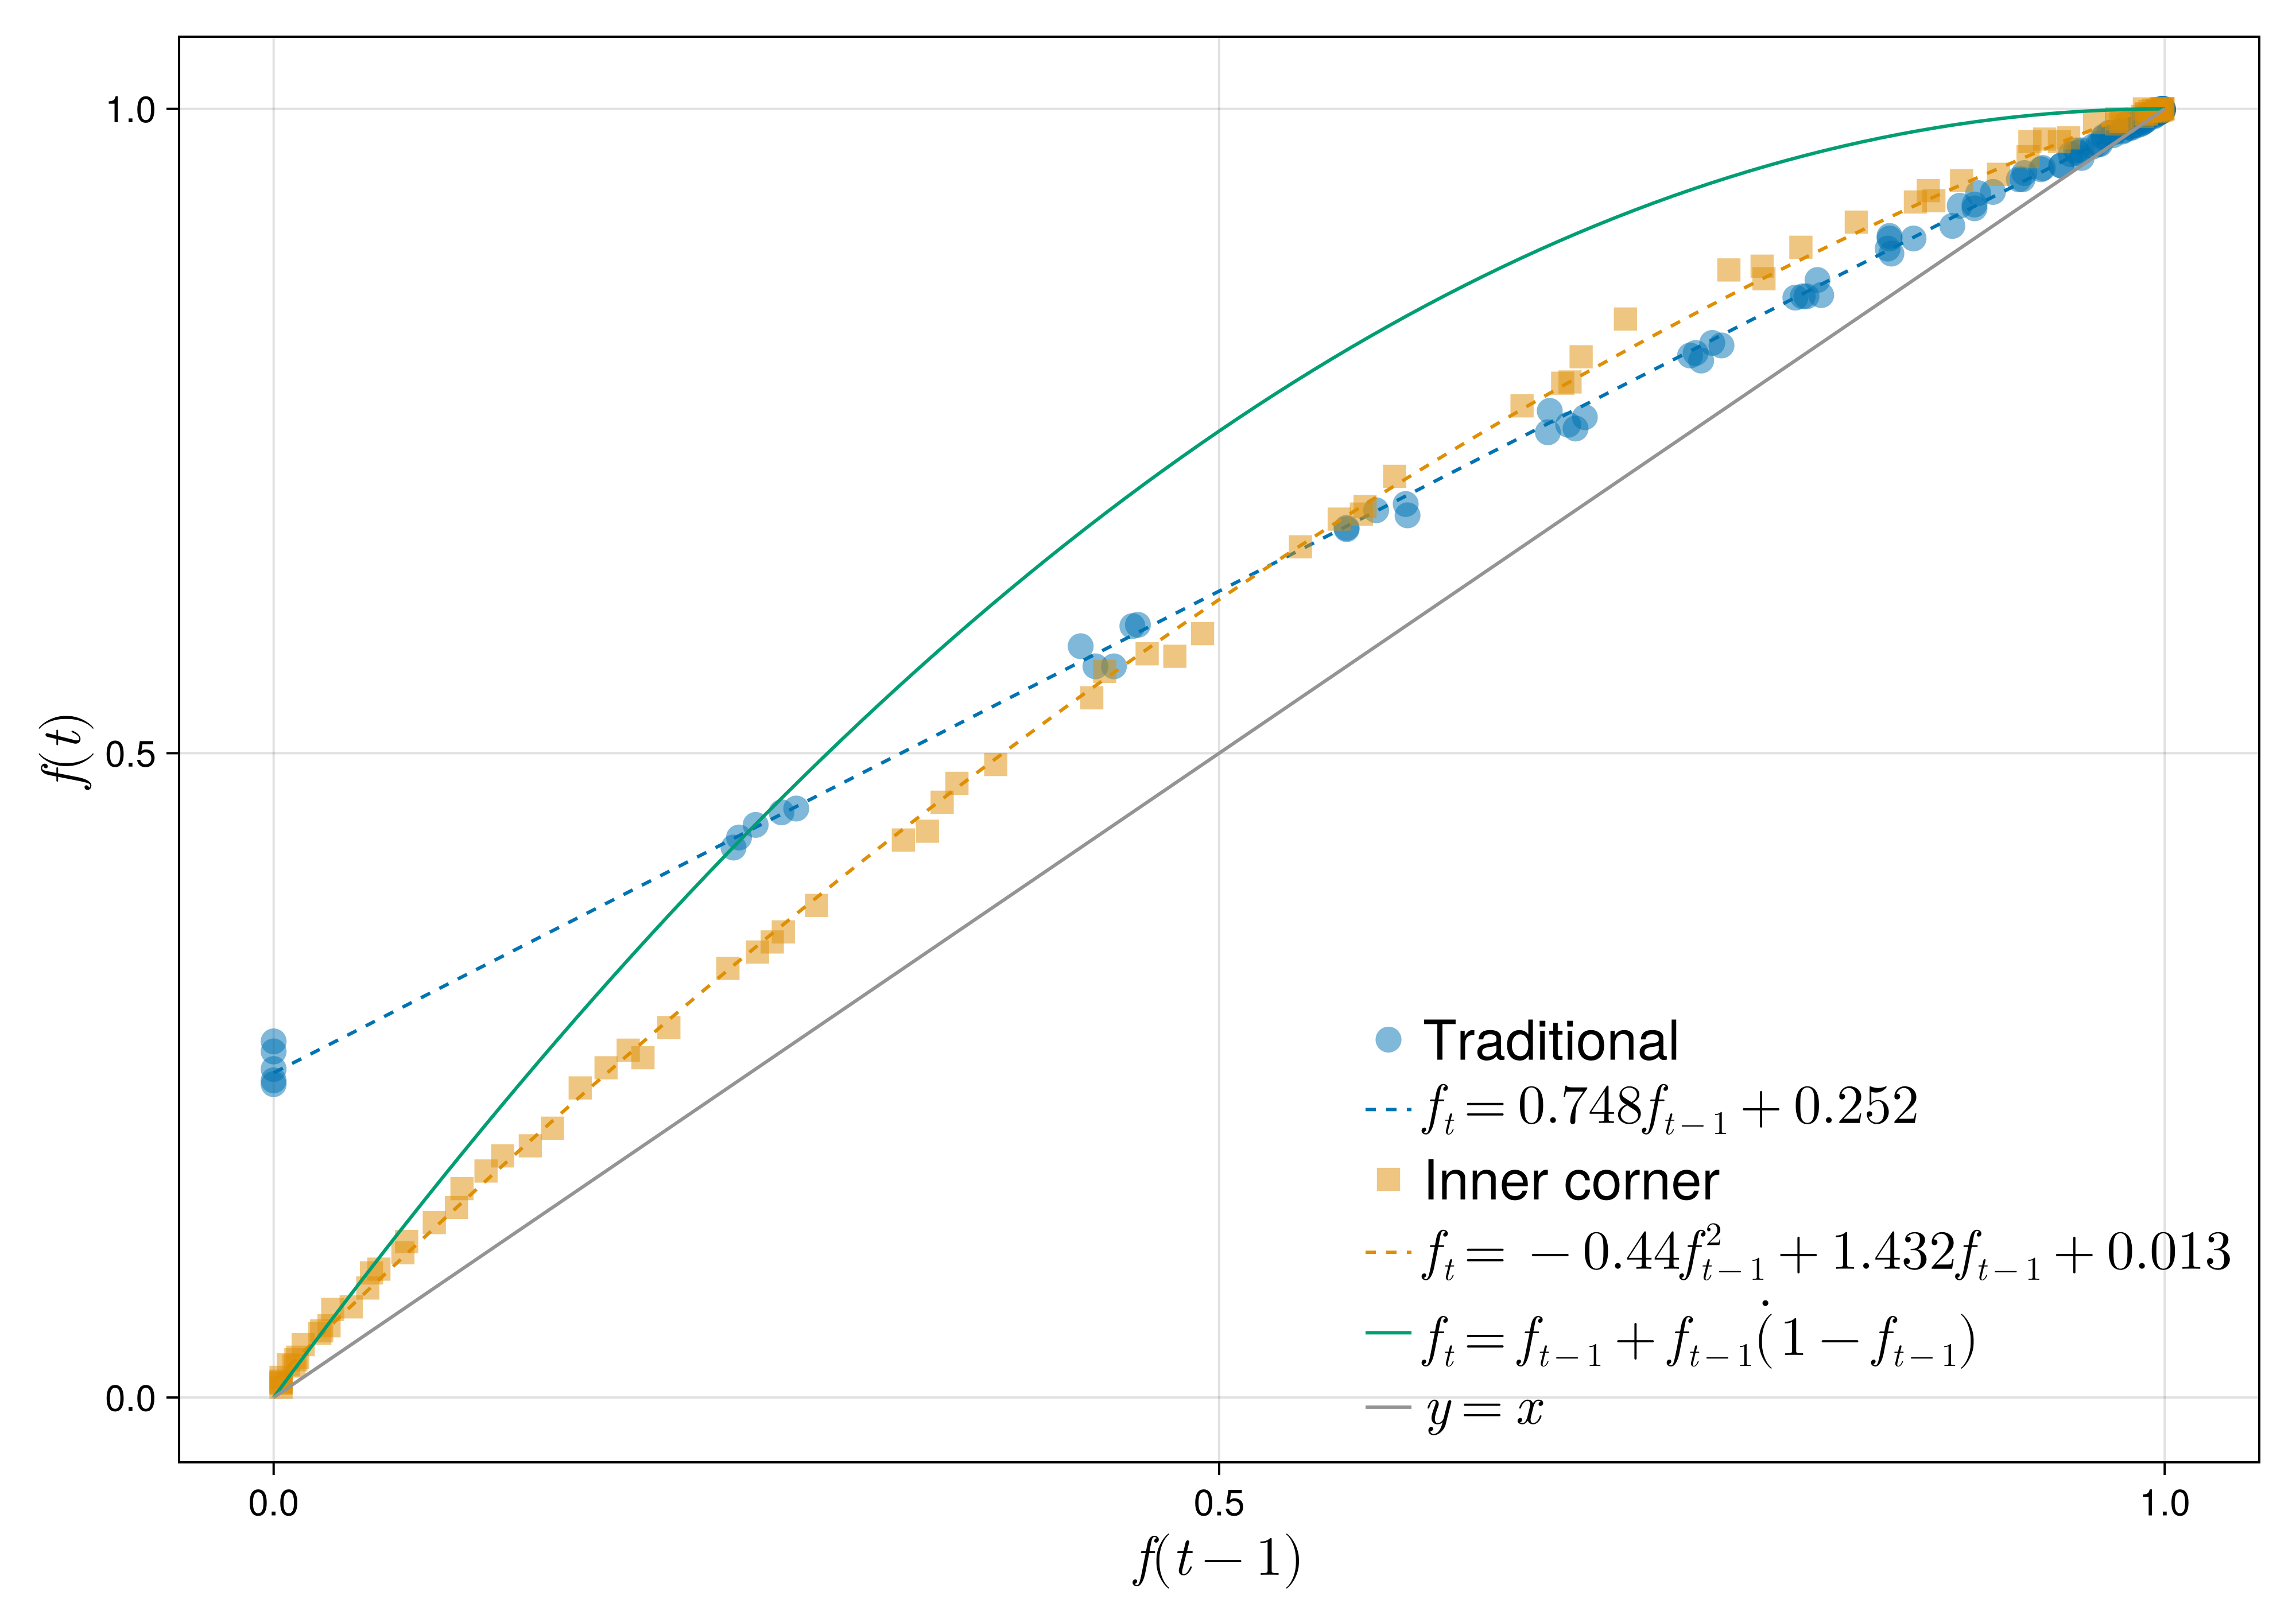 1.0
0.5
0.0
f(t)
Traditional
f_t = 0.748f_{t−1} + 0.252
Inner corner
f_t = −0.44f²_{t−1} + 1.432f_{t−1} + 0.013
f_t = f_{t−1} + f_{t−1}(̇1 − f_{t−1})
y = x
0.0
0.5
1.0
f(t − 1)